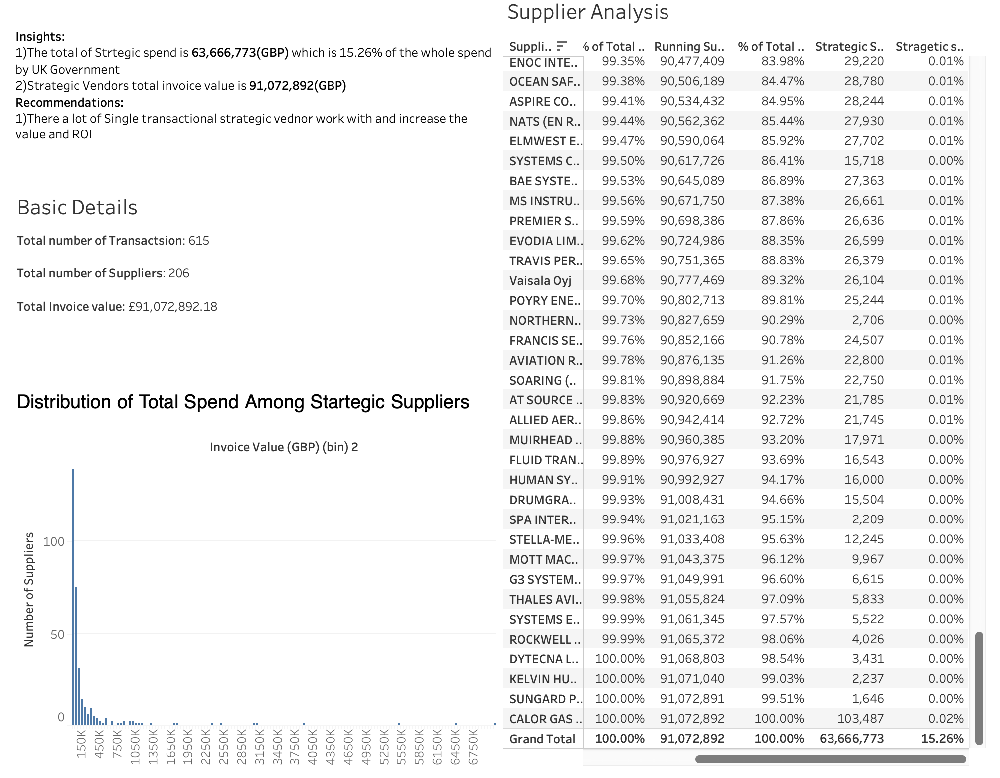 Insights:
1)The total of Strtegic spend is 63,666,773(GBP) which is 15.26% of the whole spend
by UK Government
2)Strategic Vendors total invoice value is 91,072,892(GBP)
Recommendations:
1)There a lot of Single transactional strategic vednor work with and increase the
value and ROI
Basic Details
Total number of Transactsion: 615
Total number of Suppliers: 206
Total Invoice value: £91,072,892.18
Distribution of Total Spend Among Startegic Suppliers
Invoice Value (GBP) (bin) 2
Number of Suppliers
100
50
0
150K 450K 750K 1050K 1350K 1650K 1950K 2250K 2550K 2850K 3150K 3450K 3750K 4050K 4350K 4650K 4950K 5250K 5550K 5850K 6150K 6450K 6750K
Supplier Analysis
Suppli.. % of Total .. Running Su.. % of Total .. Strategic S.. Stragetic s..
ENOC INTE.. 99.35% 90,477,409 83.98% 29,220 0.01%
OCEAN SAF.. 99.38% 90,506,189 84.47% 28,780 0.01%
ASPIRE CO.. 99.41% 90,534,432 84.95% 28,244 0.01%
NATS (EN R.. 99.44% 90,562,362 85.44% 27,930 0.01%
ELMWEST E.. 99.47% 90,590,064 85.92% 27,702 0.01%
SYSTEMS C.. 99.50% 90,617,726 86.41% 15,718 0.00%
BAE SYSTE.. 99.53% 90,645,089 86.89% 27,363 0.01%
MS INSTRU.. 99.56% 90,671,750 87.38% 26,661 0.01%
PREMIER S.. 99.59% 90,698,386 87.86% 26,636 0.01%
EVODIA LIM.. 99.62% 90,724,986 88.35% 26,599 0.01%
TRAVIS PER.. 99.65% 90,751,365 88.83% 26,379 0.01%
Vaisala Oyj 99.68% 90,777,469 89.32% 26,104 0.01%
POYRY ENE.. 99.70% 90,802,713 89.81% 25,244 0.01%
NORTHERN.. 99.73% 90,827,659 90.29% 2,706 0.00%
FRANCIS SE.. 99.76% 90,852,166 90.78% 24,507 0.01%
AVIATION R.. 99.78% 90,876,135 91.26% 22,800 0.01%
SOARING (.. 99.81% 90,898,884 91.75% 22,750 0.01%
AT SOURCE .. 99.83% 90,920,669 92.23% 21,785 0.01%
ALLIED AER.. 99.86% 90,942,414 92.72% 21,745 0.01%
MUIRHEAD .. 99.88% 90,960,385 93.20% 17,971 0.00%
FLUID TRAN.. 99.89% 90,976,927 93.69% 16,543 0.00%
HUMAN SY.. 99.91% 90,992,927 94.17% 16,000 0.00%
DRUMGRA.. 99.93% 91,008,431 94.66% 15,504 0.00%
SPA INTER.. 99.94% 91,021,163 95.15% 2,209 0.00%
STELLA-ME.. 99.96% 91,033,408 95.63% 12,245 0.00%
MOTT MAC.. 99.97% 91,043,375 96.12% 9,967 0.00%
G3 SYSTEM.. 99.97% 91,049,991 96.60% 6,615 0.00%
THALES AVI.. 99.98% 91,055,824 97.09% 5,833 0.00%
SYSTEMS E.. 99.99% 91,061,345 97.57% 5,522 0.00%
ROCKWELL .. 99.99% 91,065,372 98.06% 4,026 0.00%
DYTECNA L.. 100.00% 91,068,803 98.54% 3,431 0.00%
KELVIN HU.. 100.00% 91,071,040 99.03% 2,237 0.00%
SUNGARD P.. 100.00% 91,072,891 99.51% 1,646 0.00%
CALOR GAS .. 100.00% 91,072,892 100.00% 103,487 0.02%
Grand Total 100.00% 91,072,892 100.00% 63,666,773 15.26%